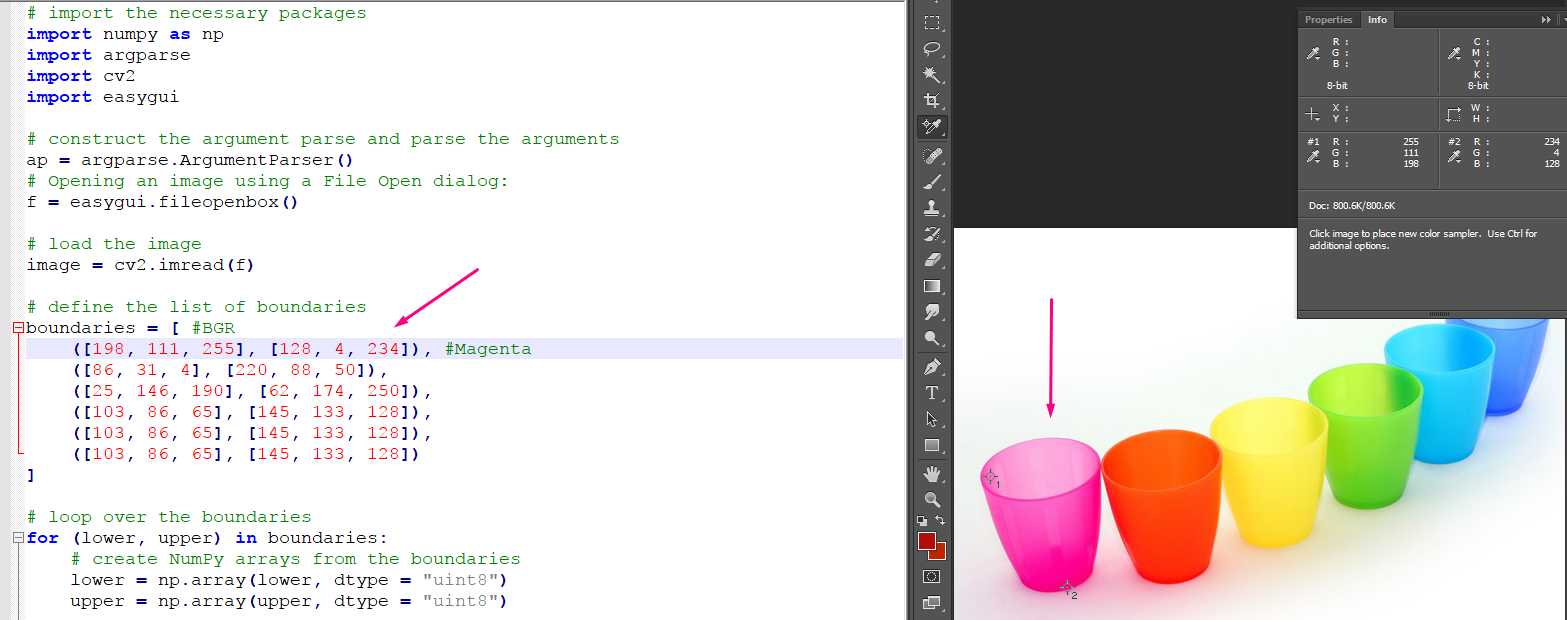 # import the necessary packages
import numpy as np
import argparse
import cv2
import easygui
# construct the argument parse and parse the arguments
ap = argparse.ArgumentParser()
# Opening an image using a File Open dialog:
f = easygui.fileopenbox()
# load the image
image = cv2.imread(f)
# define the list of boundaries
boundaries = [ #BGR
([198, 111, 255], [128, 4, 234]), #Magenta
([86, 31, 4], [220, 88, 50]),
([25, 146, 190], [62, 174, 250]),
([103, 86, 65], [145, 133, 128]),
([103, 86, 65], [145, 133, 128]),
([103, 86, 65], [145, 133, 128])
]
# loop over the boundaries
for (lower, upper) in boundaries:
# create NumPy arrays from the boundaries
lower = np.array(lower, dtype = "uint8")
upper = np.array(upper, dtype = "uint8")
T
Properties Info
R : C :
G : M :
B : Y :
K :
8-bit 8-bit
X : W :
Y : H :
#1 R : 255 #2 R : 234
G : 111 G : 4
B : 198 B : 128
Doc: 800.6K/800.6K
Click image to place new color sampler. Use Ctrl for
additional options.
1
2